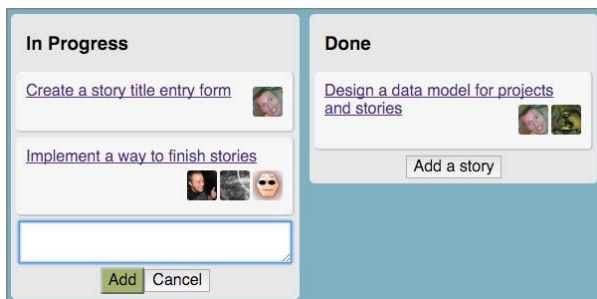 In Progress
Create a story title entry form
Implement a way to finish stories
Add Cancel
Done
Design a data model for projects
and stories
Add a story